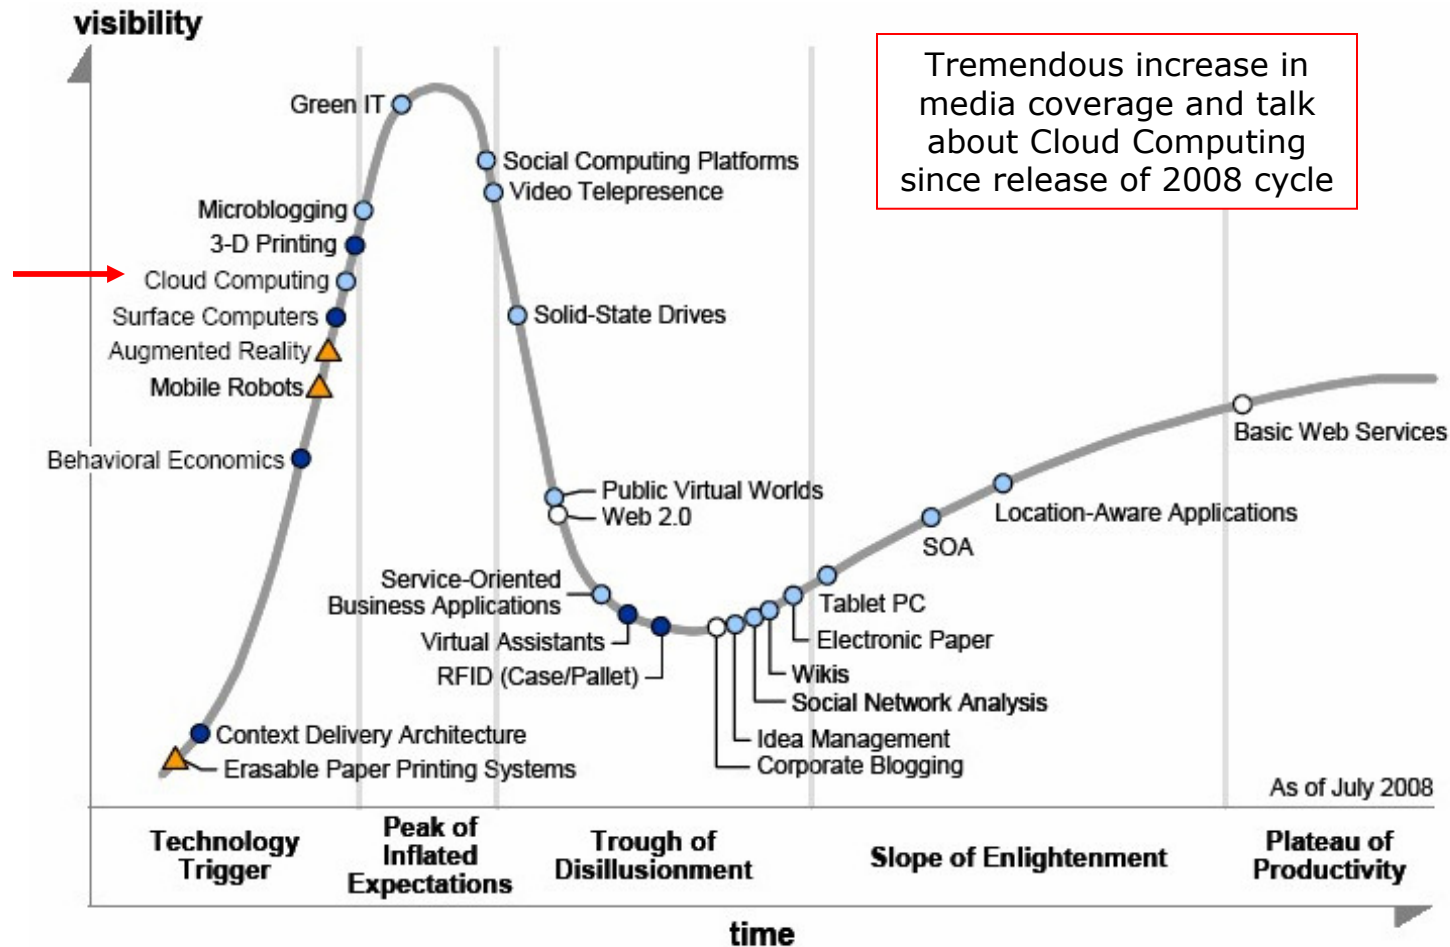 visibility
Tremendous increase in
media coverage and talk
about Cloud Computing
since release of 2008 cycle
Green IT
Social Computing Platforms
Video Telepresence
Microblogging
3-D Printing
Cloud Computing
Surface Computers
Solid-State Drives
Augmented Reality
Mobile Robots
Behavioral Economics
Basic Web Services
Public Virtual Worlds
Web 2.0
Location-Aware Applications
SOA
Service-Oriented
Business Applications
Tablet PC
Virtual Assistants
Electronic Paper
RFID (Case/Pallet)
Wikis
Social Network Analysis
Context Delivery Architecture
Idea Management
Corporate Blogging
Erasable Paper Printing Systems
As of July 2008
Technology
Trigger
Peak of
Inflated
Expectations
Trough of
Disillusionment
Slope of Enlightenment
Plateau of
Productivity
time